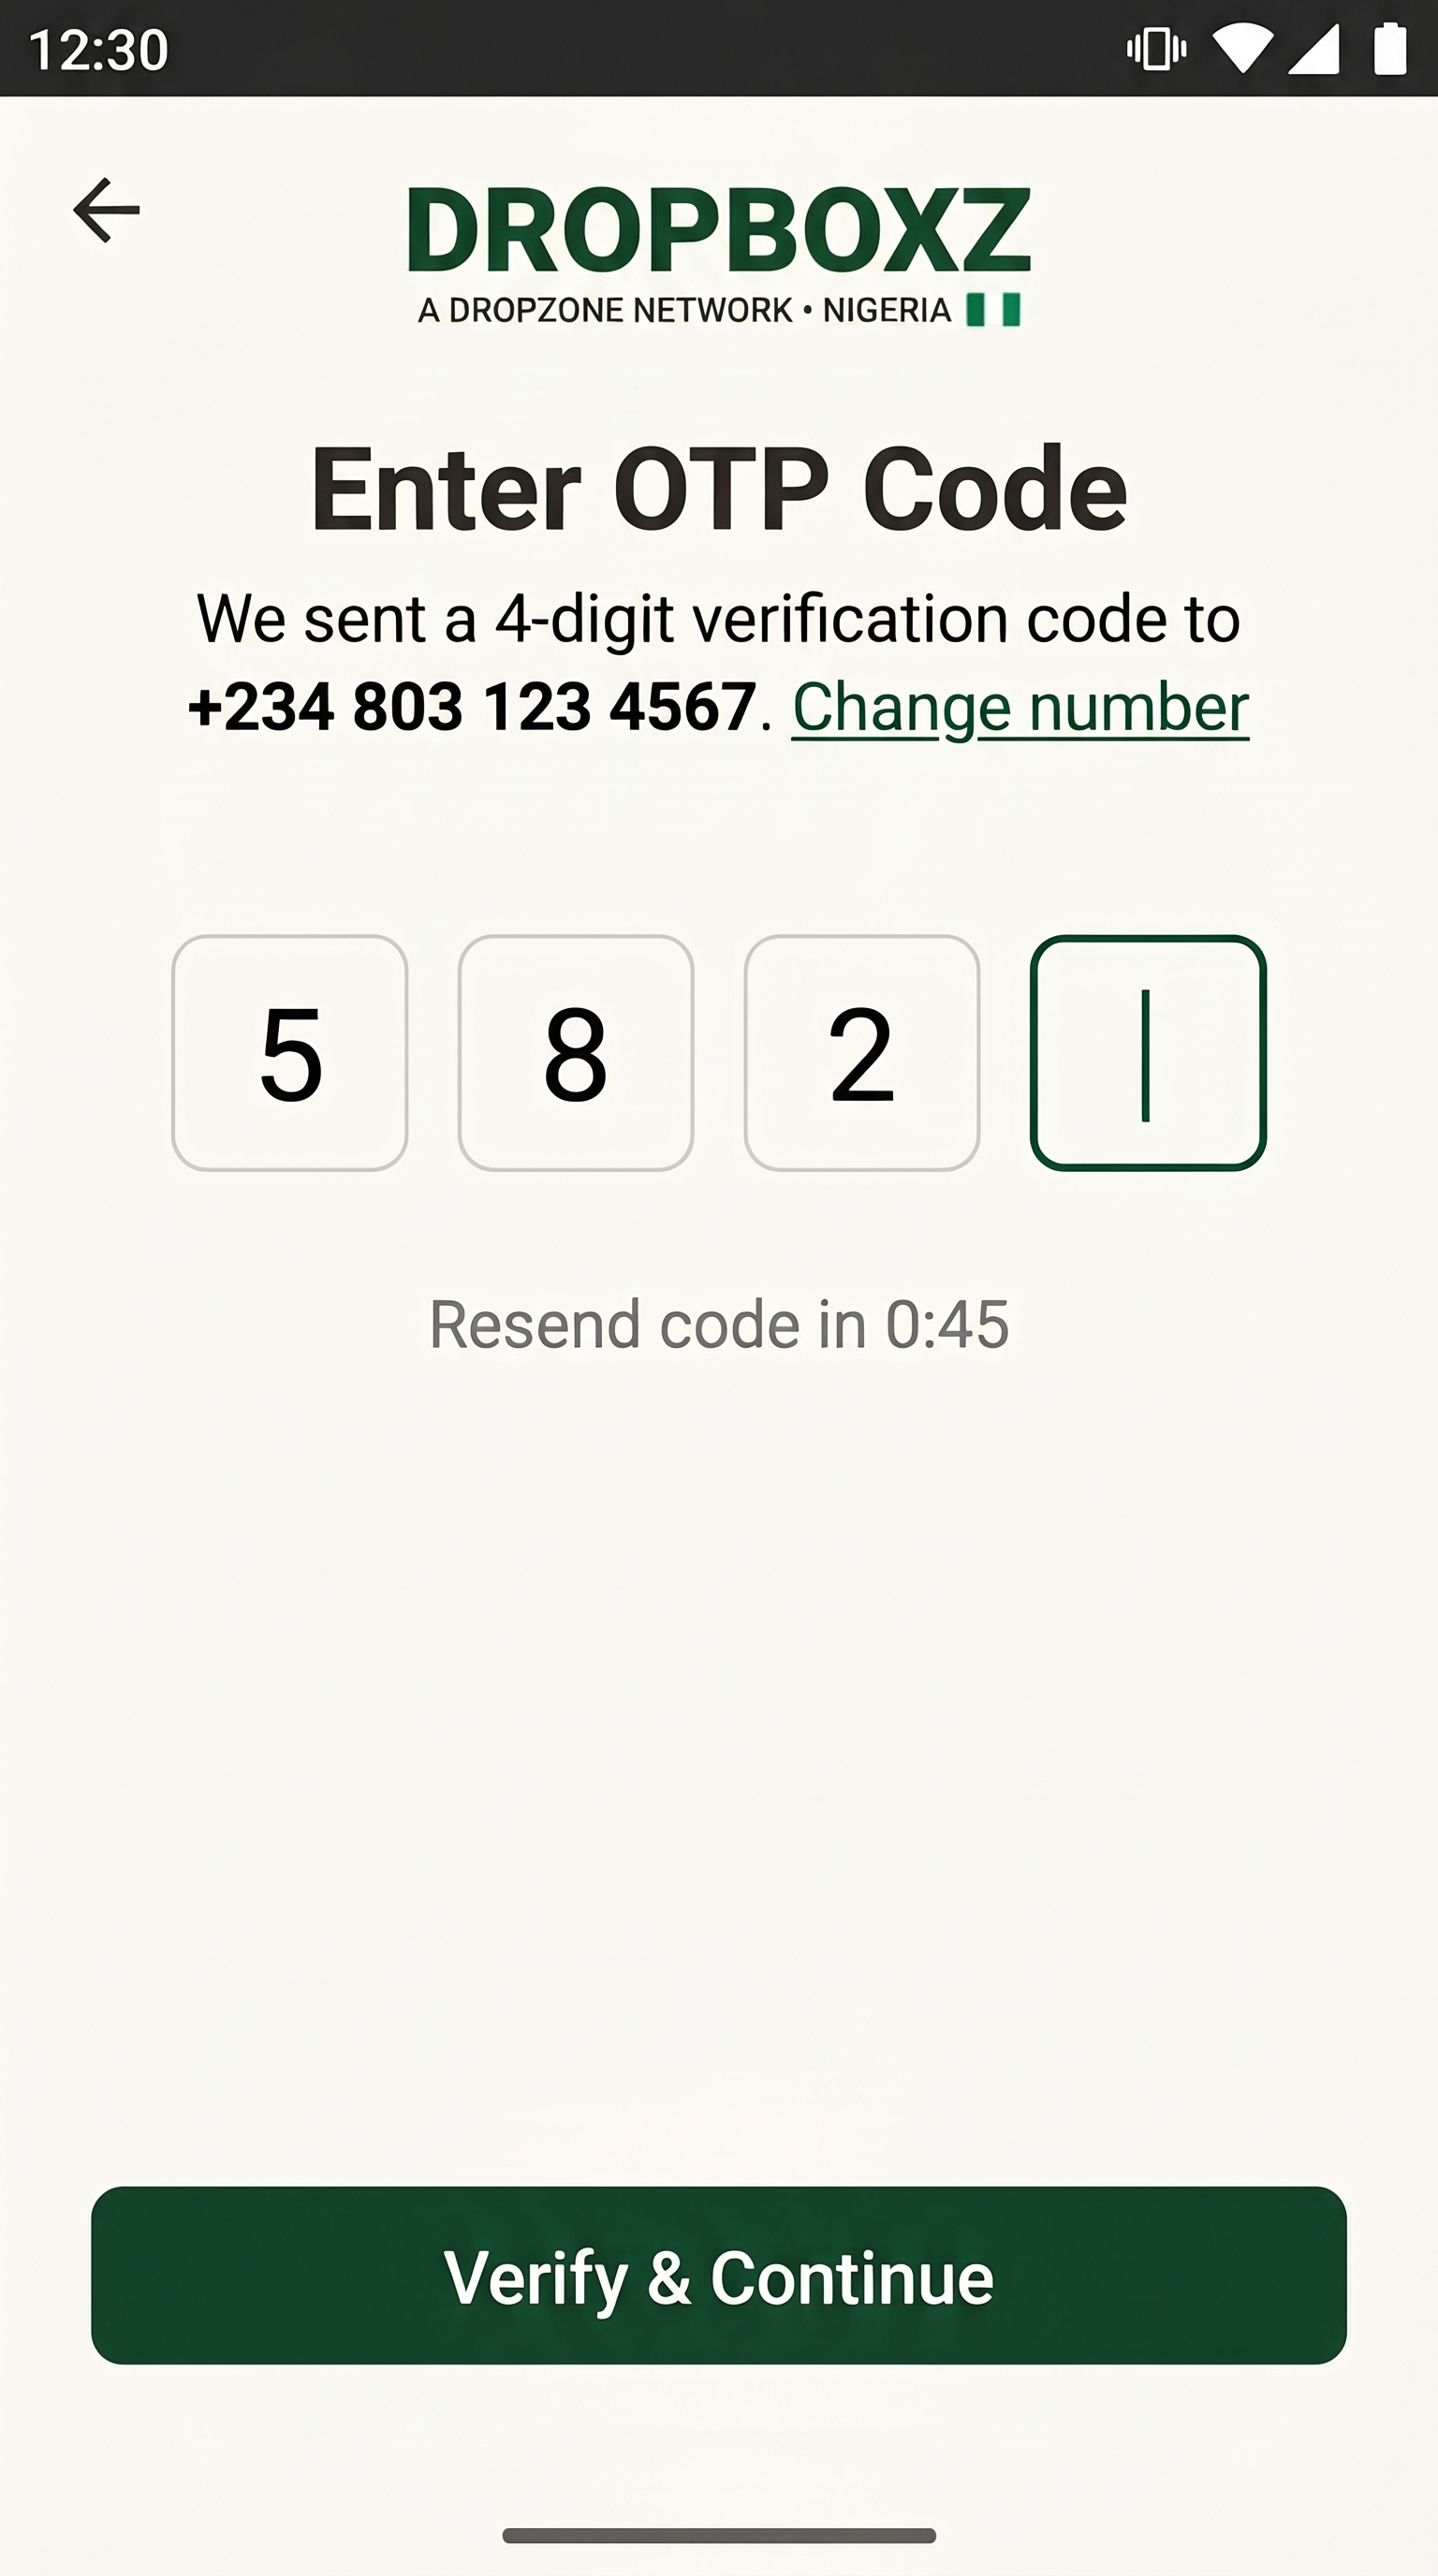 12:30
DROPBOXZ
A DROPZONE NETWORK • NIGERIA
Enter OTP Code
We sent a 4-digit verification code to
+234 803 123 4567. Change number
5 8 2
Resend code in 0:45
Verify & Continue